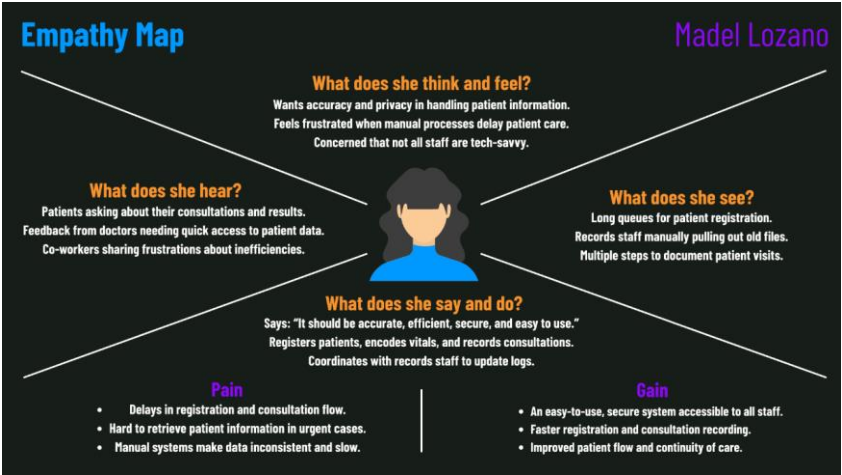 Empathy Map
Madel Lozano
What does she think and feel?
Wants accuracy and privacy in handling patient information.
Feels frustrated when manual processes delay patient care.
Concerned that not all staff are tech-savvy.
What does she hear?
Patients asking about their consultations and results.
Feedback from doctors needing quick access to patient data.
Co-workers sharing frustrations about inefficiencies.
What does she see?
Long queues for patient registration.
Records staff manually pulling out old files.
Multiple steps to document patient visits.
What does she say and do?
Says: “It should be accurate, efficient, secure, and easy to use.”
Registers patients, encodes vitals, and records consultations.
Coordinates with records staff to update logs.
Pain
• Delays in registration and consultation flow.
• Hard to retrieve patient information in urgent cases.
• Manual systems make data inconsistent and slow.
Gain
• An easy-to-use, secure system accessible to all staff.
• Faster registration and consultation recording.
• Improved patient flow and continuity of care.